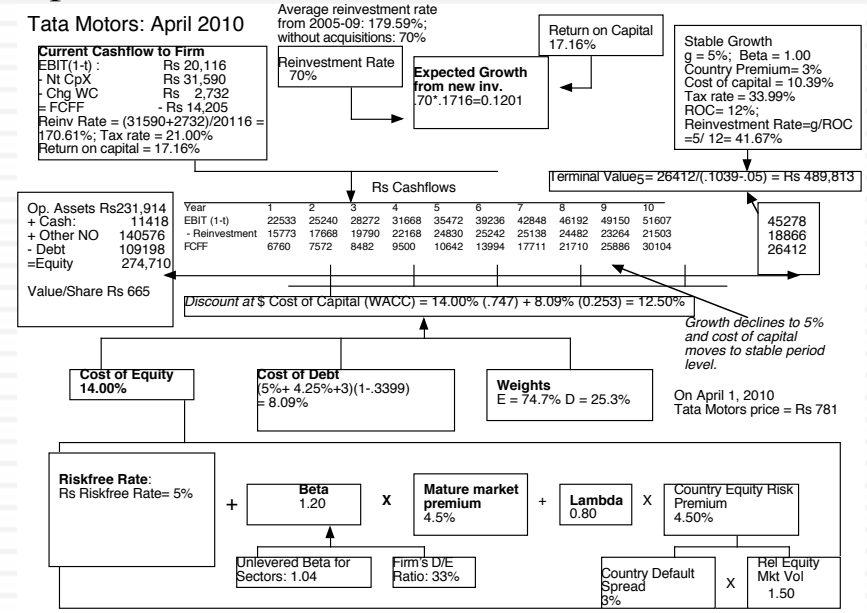 Tata Motors: April 2010
Average reinvestment rate
from 2005-09: 179.59%;
without acquisitions: 70%
Current Cashflow to Firm
EBIT(1-t) : Rs 20,116
- Nt CpX Rs 31,590
- Chg WC Rs 2,732
= FCFF - Rs 14,205
Reinv Rate = (31590+2732)/20116 =
170.61%; Tax rate = 21.00%
Return on capital = 17.16%
Reinvestment Rate
70%
Expected Growth
from new inv.
.70*.1716=0.1201
Return on Capital
17.16%
Stable Growth
g = 5%; Beta = 1.00
Country Premium= 3%
Cost of capital = 10.39%
Tax rate = 33.99%
ROC= 12%;
Reinvestment Rate=g/ROC
=5/ 12= 41.67%
Terminal Value5= 26412/(.1039-.05) = Rs 489,813
Rs Cashflows
Op. Assets Rs231,914
+ Cash: 11418
+ Other NO 140576
- Debt 109198
=Equity 274,710
Value/Share Rs 665
Year 1 2 3 4 5 6 7 8 9 10
EBIT (1-t) 22533 25240 28272 31668 35472 39236 42848 46192 49150 51607
- Reinvestment 15773 17668 19790 22168 24830 25242 25138 24482 23264 21503
FCFF 6760 7572 8482 9500 10642 13994 17711 21710 25886 30104
45278
18866
26412
Discount at $ Cost of Capital (WACC) = 14.00% (.747) + 8.09% (0.253) = 12.50%
Growth declines to 5%
and cost of capital
moves to stable period
level.
Cost of Equity
14.00%
Cost of Debt
(5%+ 4.25%+3)(1-.3399)
= 8.09%
Weights
E = 74.7% D = 25.3%
On April 1, 2010
Tata Motors price = Rs 781
Riskfree Rate:
Rs Riskfree Rate= 5%
+
Beta
1.20
X
Mature market
premium
4.5%
+
Lambda
0.80
X
Country Equity Risk
Premium
4.50%
Unlevered Beta for
Sectors: 1.04
Firm's D/E
Ratio: 33%
Country Default
Spread
3%
X
Rel Equity
Mkt Vol
1.50